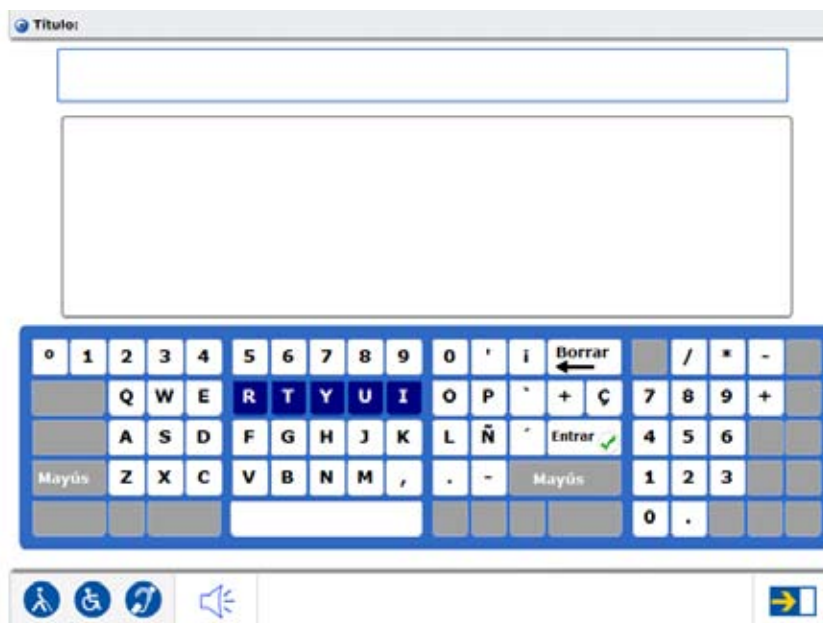 Título:
º 1 2 3 4 5 6 7 8 9 0 ' ¡ Borrar / * -
Q W E R T Y U I O P ` + Ç 7 8 9 +
A S D F G H J K L Ñ ´ Entrar 4 5 6
Mayús Z X C V B N M , . - Mayús 1 2 3
0 .